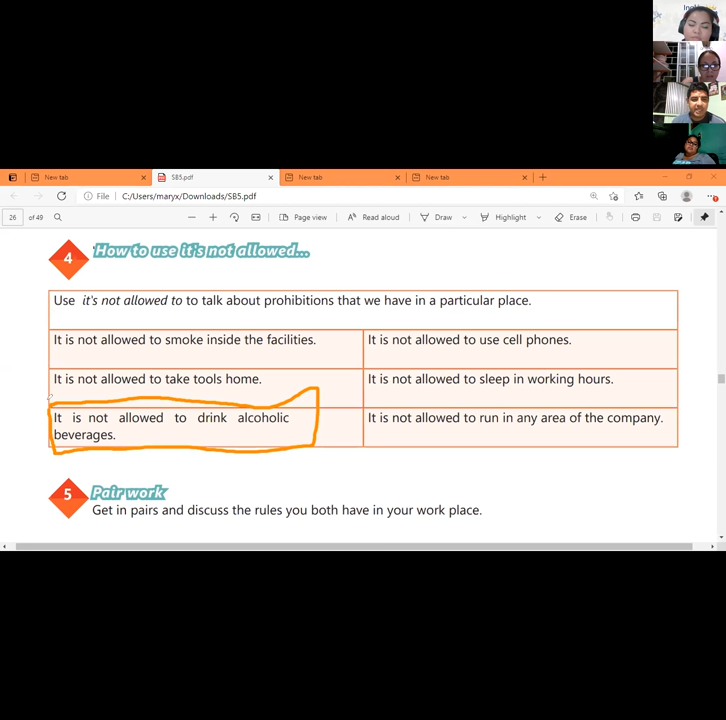 New tab
SB5.pdf
New tab
New tab
File C:/Users/maryx/Downloads/SB5.pdf
26 of 49
Page view
Read aloud
Draw
Highlight
Erase
4 How to use it's not allowed...
Use it's not allowed to to talk about prohibitions that we have in a particular place.
It is not allowed to smoke inside the facilities.
It is not allowed to use cell phones.
It is not allowed to take tools home.
It is not allowed to sleep in working hours.
It is not allowed to drink alcoholic
beverages.
It is not allowed to run in any area of the company.
5 Pair work
Get in pairs and discuss the rules you both have in your work place.